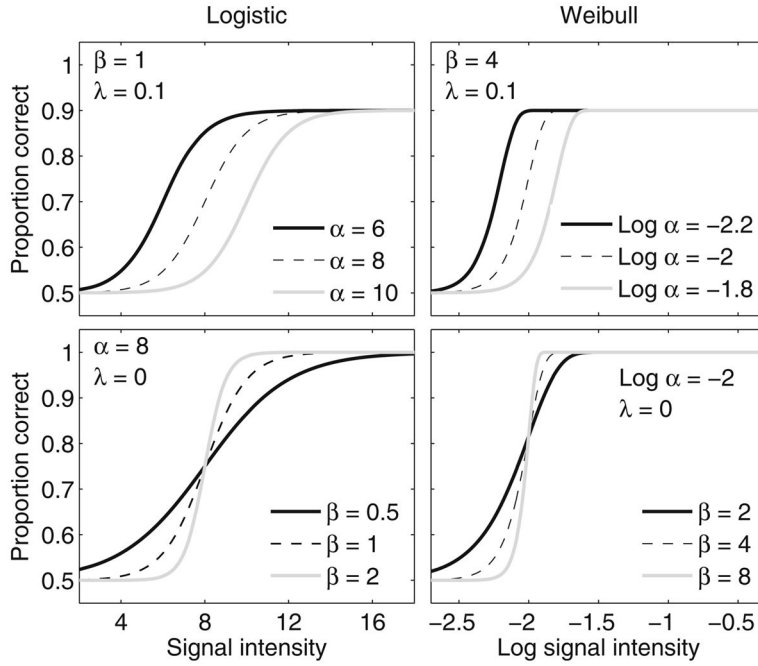 Logistic
Weibull
β = 1
λ = 0.1
Proportion correct
1
0.9
0.8
0.7
0.6
0.5
α = 6
α = 8
α = 10
β = 4
λ = 0.1
Log α = −2.2
Log α = −2
Log α = −1.8
α = 8
λ = 0
Proportion correct
1
0.9
0.8
0.7
0.6
0.5
β = 0.5
β = 1
β = 2
4 8 12 16
Signal intensity
Log α = −2
λ = 0
β = 2
β = 4
β = 8
−2.5 −2 −1.5 −1 −0.5
Log signal intensity